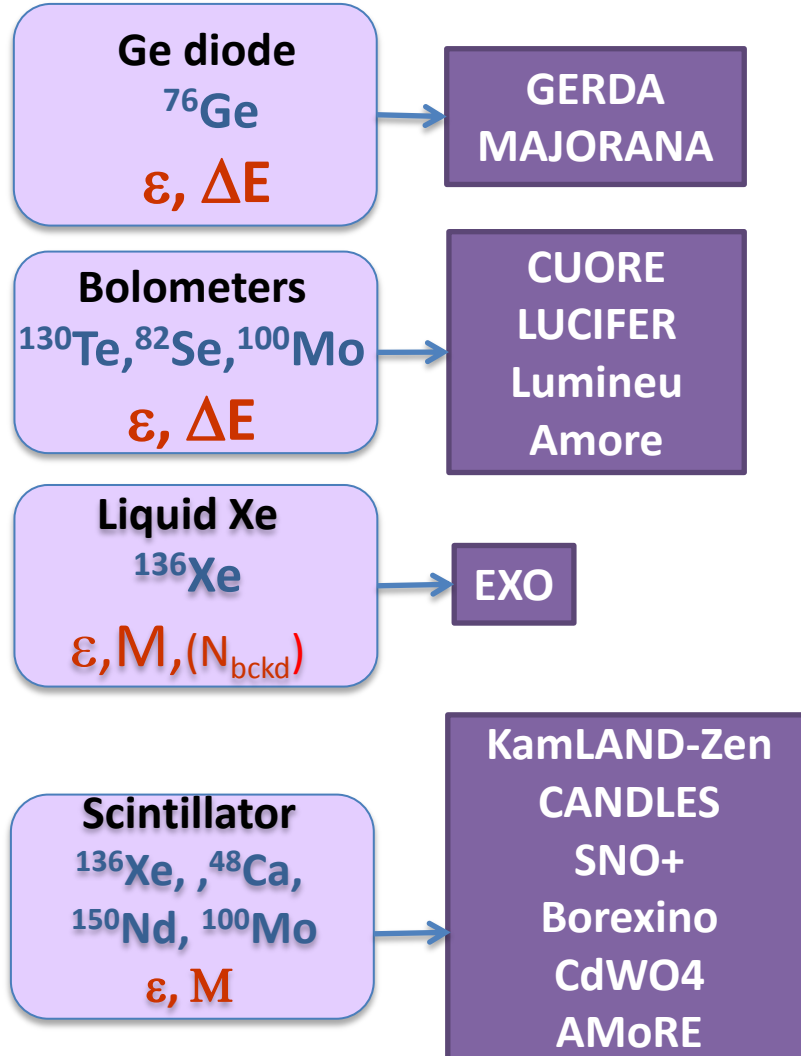 Ge diode
⁷⁶Ge
ε, ΔE
GERDA
MAJORANA
Bolometers
¹³⁰Te,⁸²Se,¹⁰⁰Mo
ε, ΔE
CUORE
LUCIFER
Lumineu
Amore
Liquid Xe
¹³⁶Xe
ε,M,(N_bckd)
EXO
Scintillator
¹³⁶Xe, ,⁴⁸Ca,
¹⁵⁰Nd, ¹⁰⁰Mo
ε, M
KamLAND-Zen
CANDLES
SNO+
Borexino
CdWO4
AMoRE